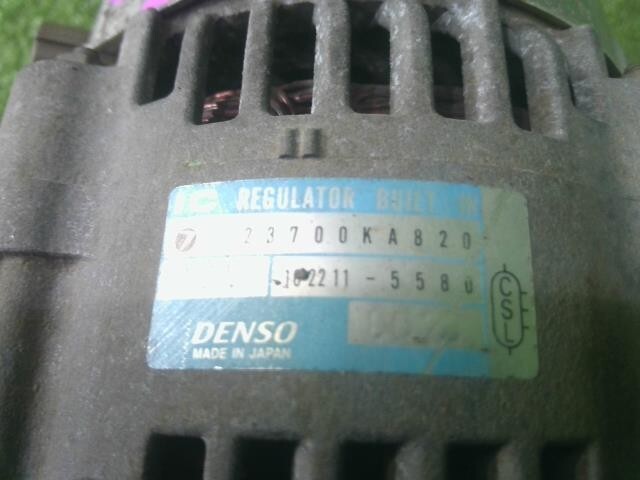 IC REGULATOR BUILT IN
23700KA820
102211-5580
DENSO
MADE IN JAPAN
CSL